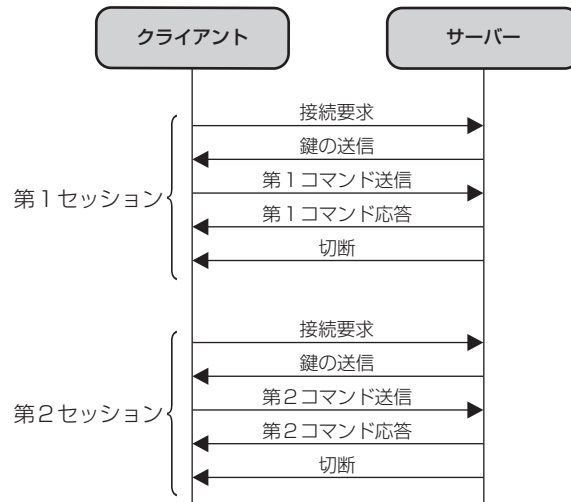 クライアント
サーバー
接続要求
鍵の送信
第1セッション
第1コマンド送信
第1コマンド応答
切断
接続要求
鍵の送信
第2セッション
第2コマンド送信
第2コマンド応答
切断